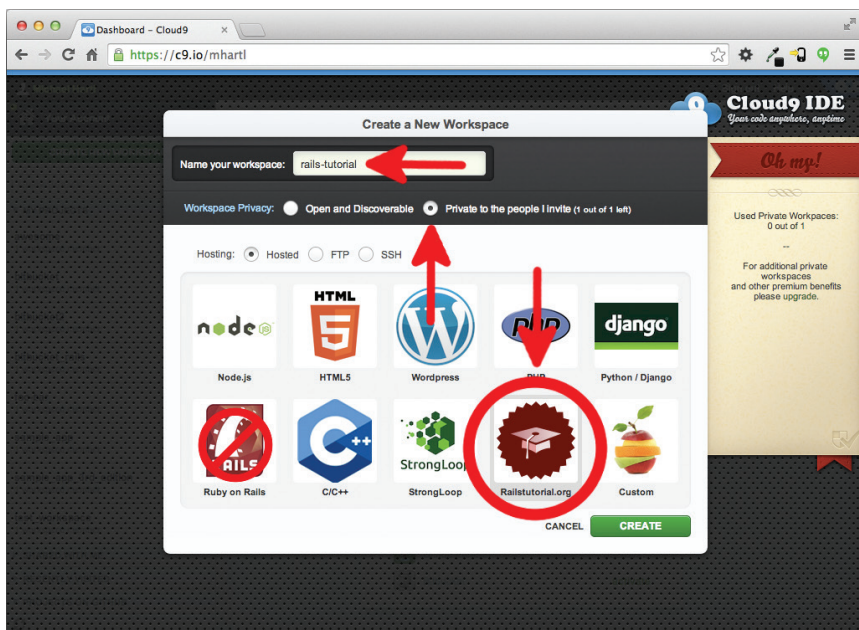 Dashboard – Cloud9
https://c9.io/mhartl
Cloud9 IDE
Your code anywhere, anytime
Create a New Workspace
Name your workspace: rails-tutorial
Workspace Privacy: Open and Discoverable Private to the people I invite (1 out of 1 left)
Hosting: Hosted FTP SSH
node JS
HTML
5
W
php
django
Node.js HTML5 Wordpress PHP Python / Django
RAILS
C++
StrongLoop
Ruby on Rails C/C++ StrongLoop Railstutorial.org Custom
CANCEL CREATE
Oh my!
Used Private Workpaces:
0 out of 1
--
For additional private
workspaces
and other premium benefits
please upgrade.